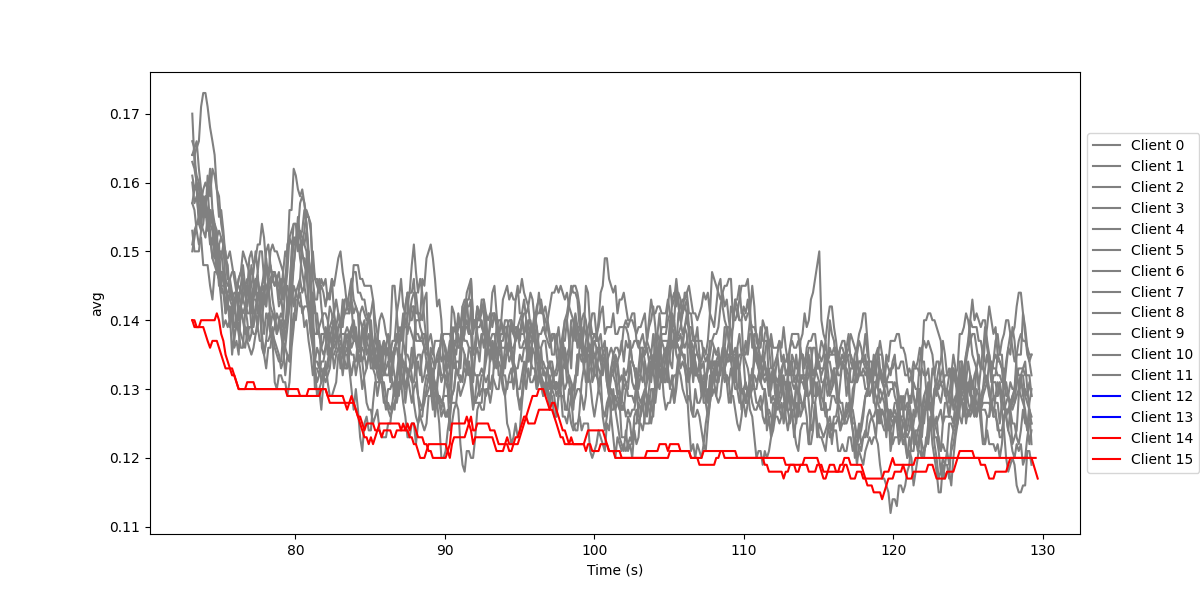 0.17
0.16
0.15
0.14
0.13
0.12
0.11
avg
80
90
100
110
120
130
Time (s)
Client 0
Client 1
Client 2
Client 3
Client 4
Client 5
Client 6
Client 7
Client 8
Client 9
Client 10
Client 11
Client 12
Client 13
Client 14
Client 15